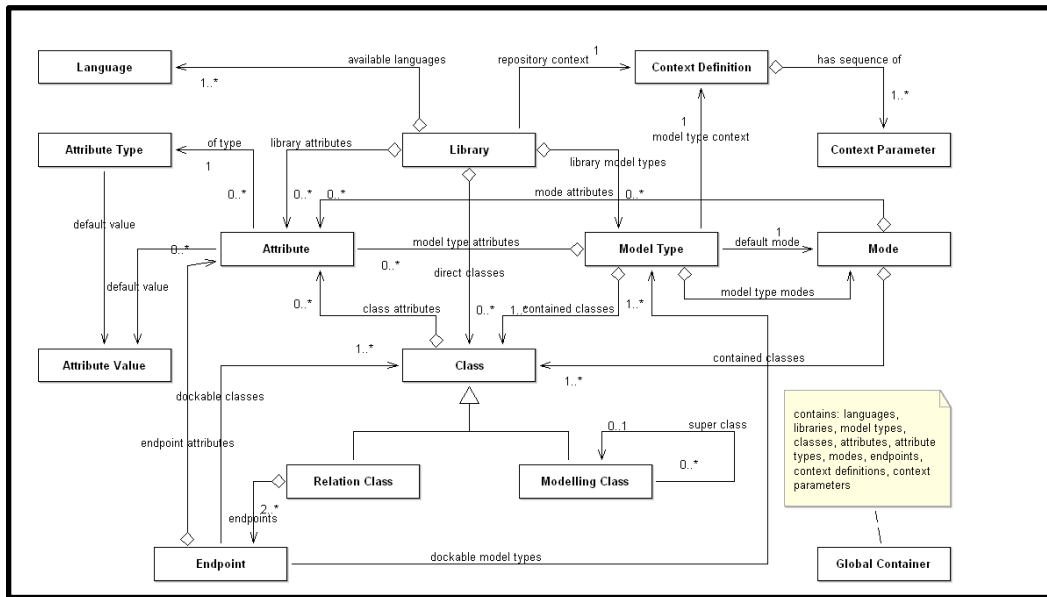 available languages
repository context
1
has sequence of
Language
Context Definition
1..*
1..*
1
model type context
Attribute Type
of type
library attributes
Library
library model types
Context Parameter
1
0..*
0..*
0..*
mode attributes
0..*
default value
0..*
Attribute
model type attributes
Model Type
1
default mode
Mode
0..*
default value
direct classes
model type modes
0..*
class attributes
0..*
1..*
contained classes
1..*
1..*
contained classes
Attribute Value
Class
1..*
dockable classes
endpoint attributes
0..1
super class
0..*
contains: languages,
libraries, model types,
classes, attributes, attribute
types, modes, endpoints,
context definitions, context
parameters
Relation Class
Modelling Class
2..*
endpoints
Endpoint
dockable model types
Global Container